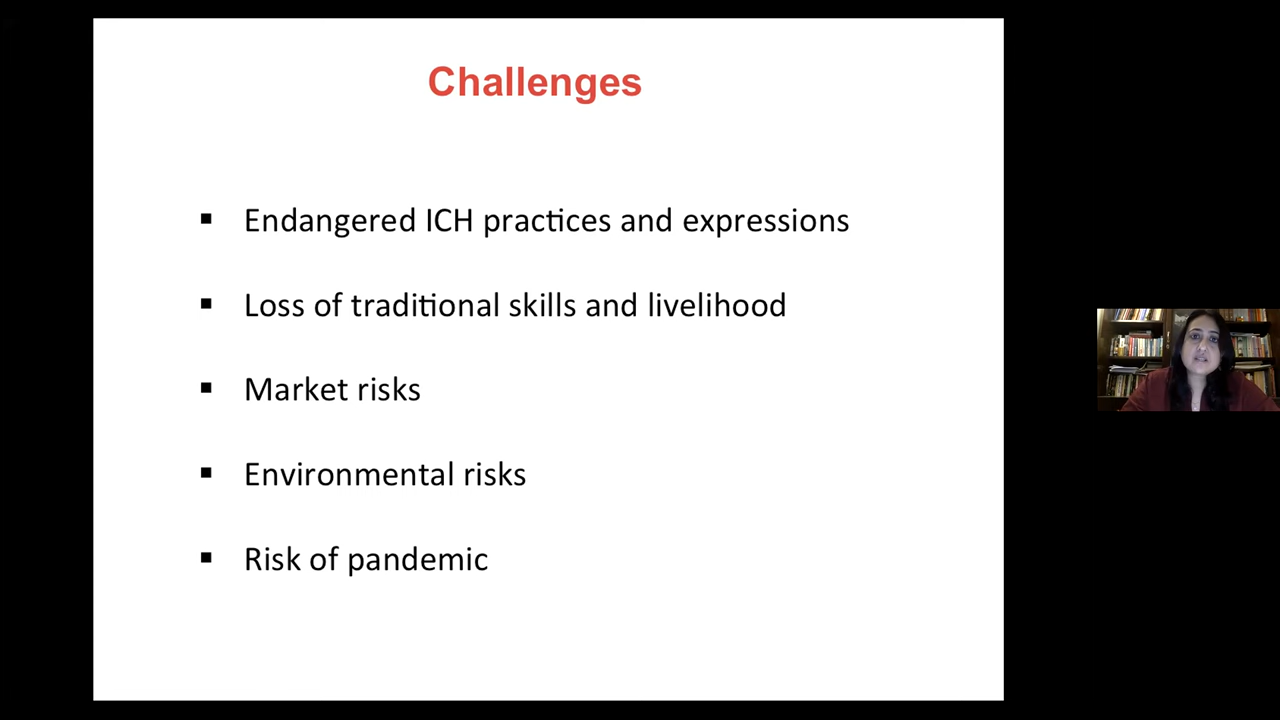 Challenges
▪ Endangered ICH practices and expressions
▪ Loss of traditional skills and livelihood
▪ Market risks
▪ Environmental risks
▪ Risk of pandemic